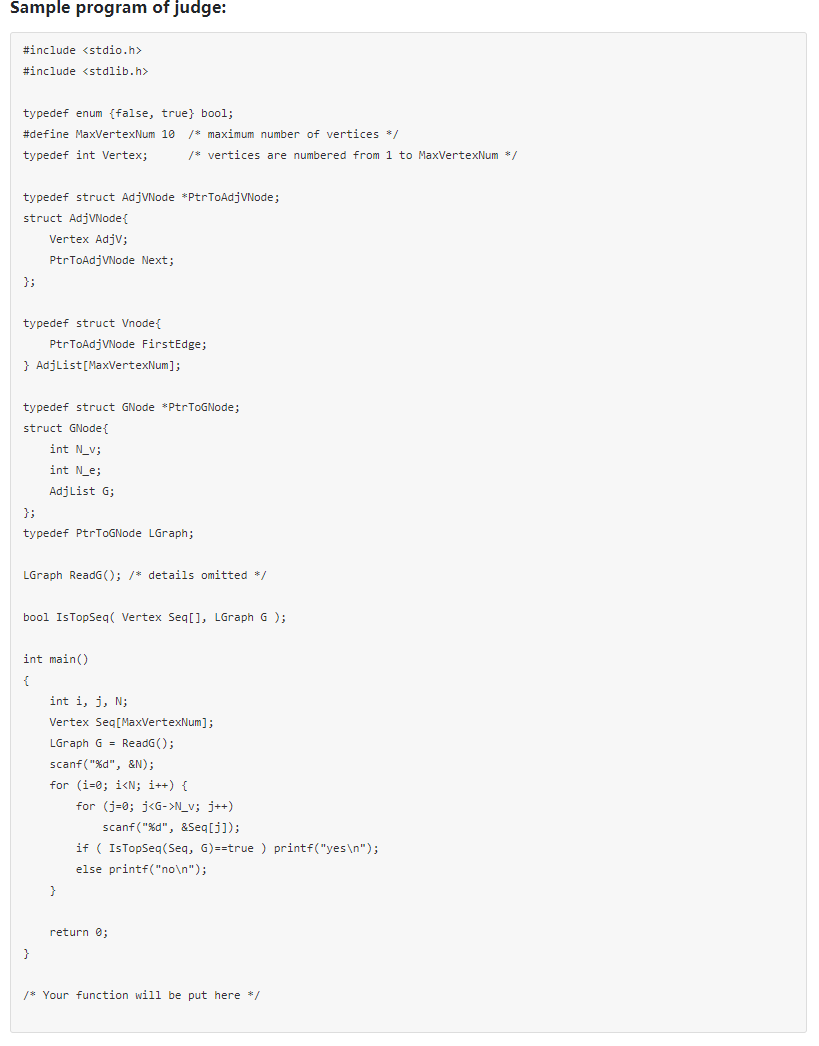 Sample program of judge:
#include <stdio.h>
#include <stdlib.h>
typedef enum {false, true} bool;
#define MaxVertexNum 10  /* maximum number of vertices */
typedef int Vertex;      /* vertices are numbered from 1 to MaxVertexNum */
typedef struct AdjVNode *PtrToAdjVNode;
struct AdjVNode{
    Vertex AdjV;
    PtrToAdjVNode Next;
};
typedef struct Vnode{
    PtrToAdjVNode FirstEdge;
} AdjList[MaxVertexNum];
typedef struct GNode *PtrToGNode;
struct GNode{
    int N_v;
    int N_e;
    AdjList G;
};
typedef PtrToGNode LGraph;
LGraph ReadG(); /* details omitted */
bool IsTopSeq( Vertex Seq[], LGraph G );
int main()
{
    int i, j, N;
    Vertex Seq[MaxVertexNum];
    LGraph G = ReadG();
    scanf("%d", &N);
    for (i=0; i<N; i++) {
        for (j=0; j<G->N_v; j++)
            scanf("%d", &Seq[j]);
        if ( IsTopSeq(Seq, G)==true ) printf("yes\n");
        else printf("no\n");
    }
    return 0;
}
/* Your function will be put here */